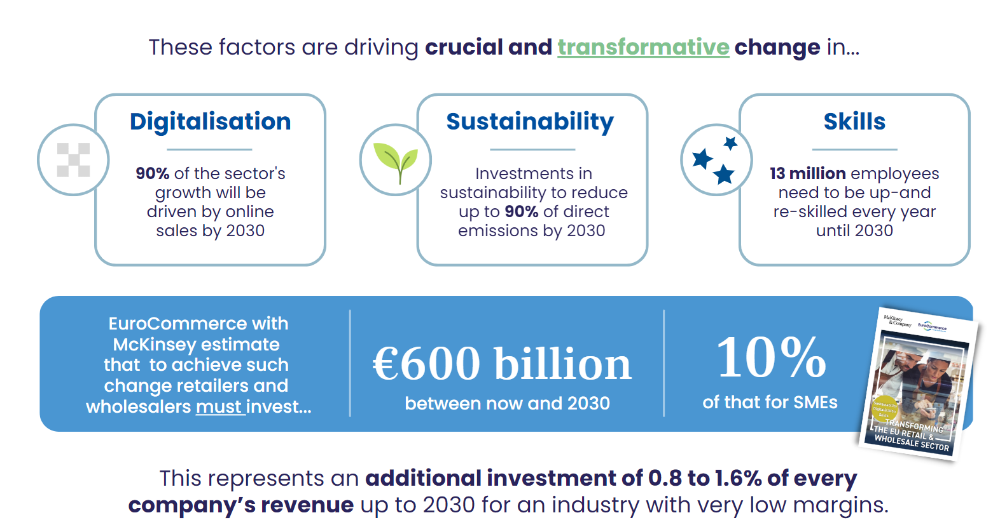 These factors are driving crucial and transformative change in...
Digitalisation
90% of the sector's
growth will be
driven by online
sales by 2030
Sustainability
Investments in
sustainability to reduce
up to 90% of direct
emissions by 2030
Skills
13 million employees
need to be up-and
re-skilled every year
until 2030
EuroCommerce with
McKinsey estimate
that to achieve such
change retailers and
wholesalers must invest...
€600 billion
between now and 2030
10%
of that for SMEs
McKinsey
& Company
EuroCommerce
Sustainability
Digitalization
Skills
TRANSFORMING
THE EU RETAIL &
WHOLESALE SECTOR
This represents an additional investment of 0.8 to 1.6% of every
company’s revenue up to 2030 for an industry with very low margins.